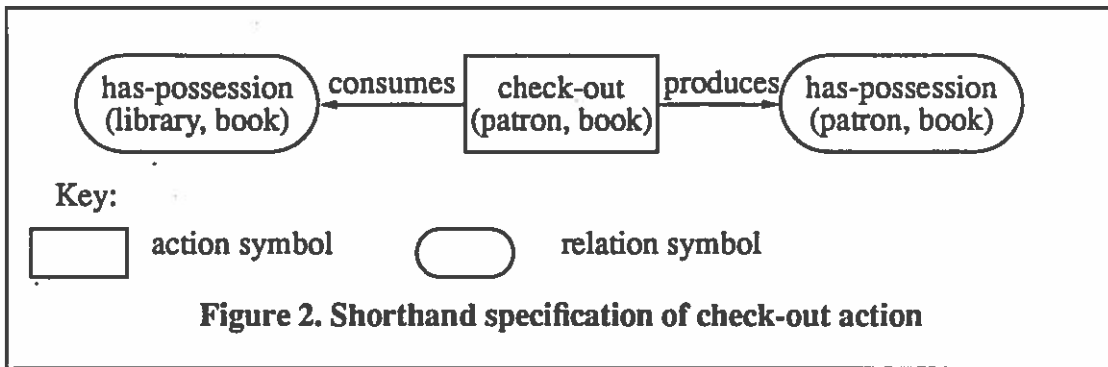 has-possession
(library, book)
consumes
check-out
(patron, book)
produces
has-possession
(patron, book)
Key:
action symbol
relation symbol
Figure 2. Shorthand specification of check-out action